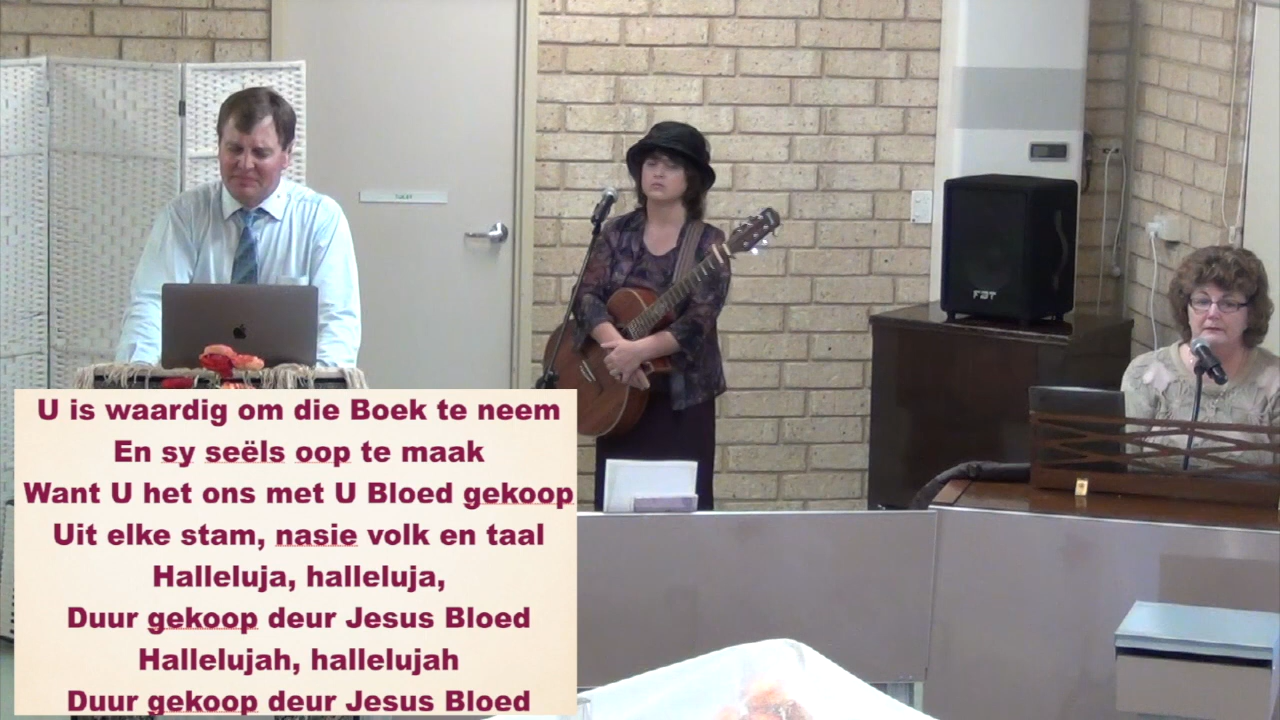 TOILET
FBT
U is waardig om die Boek te neem
En sy seëls oop te maak
Want U het ons met U Bloed gekoop
Uit elke stam, nasie volk en taal
Halleluja, halleluja,
Duur gekoop deur Jesus Bloed
Hallelujah, hallelujah
Duur gekoop deur Jesus Bloed